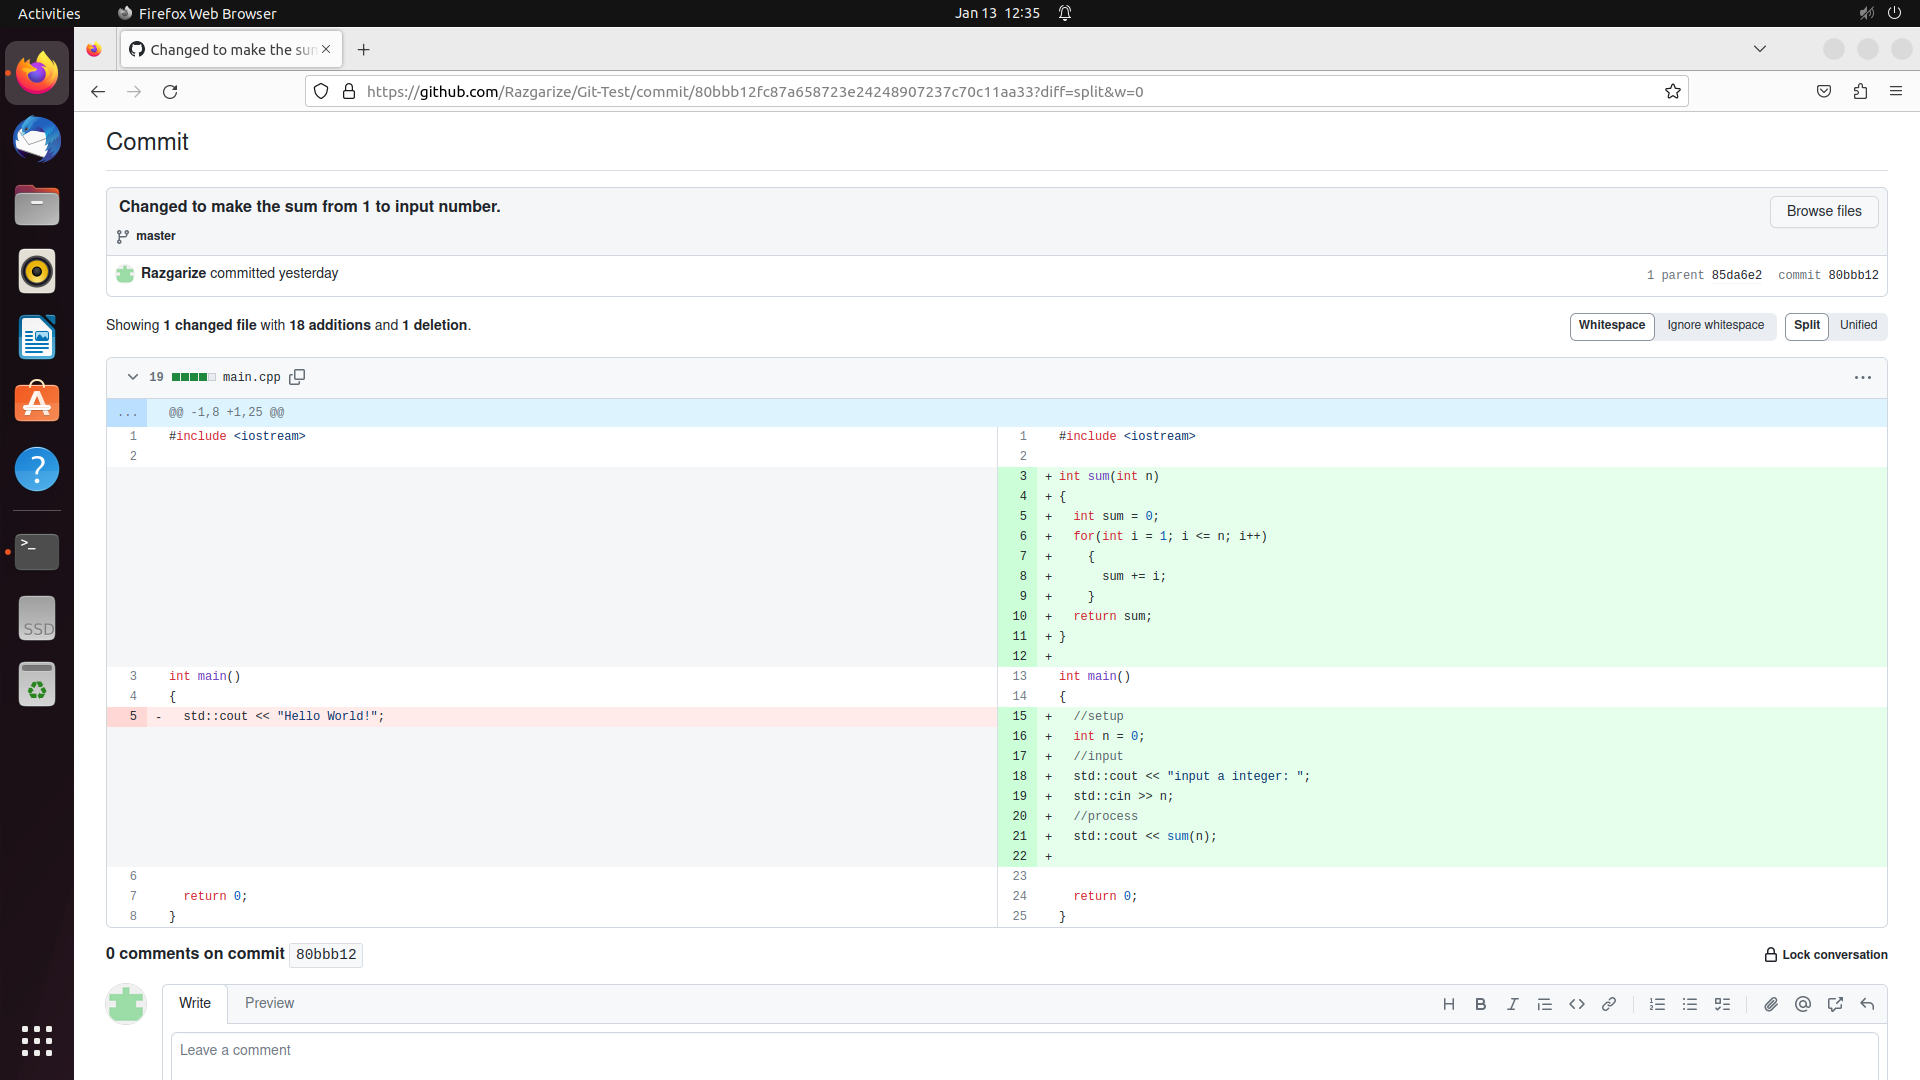 Activities
Firefox Web Browser
Jan 13 12:35
Changed to make the sum
https://github.com/Razgarize/Git-Test/commit/80bbb12fc87a658723e24248907237c70c11aa33?diff=split&w=0
Commit
Changed to make the sum from 1 to input number.
Browse files
master
Razgarize committed yesterday
1 parent 85da6e2 commit 80bbb12
Showing 1 changed file with 18 additions and 1 deletion.
Whitespace Ignore whitespace Split Unified
19 main.cpp
... @@ -1,8 +1,25 @@
1 #include <iostream> 1 #include <iostream>
2 2
3 + int sum(int n)
4 + {
5 + int sum = 0;
6 + for(int i = 1; i <= n; i++)
7 + {
8 + sum += i;
9 + }
10 + return sum;
11 + }
12 +
3 int main() 13 int main()
4 { 14 {
5 - std::cout << "Hello World!"; 15 + //setup
16 + int n = 0;
17 + //input
18 + std::cout << "input a integer: ";
19 + std::cin >> n;
20 + //process
21 + std::cout << sum(n);
22 +
6 23
7 return 0; 24 return 0;
8 } 25 }
0 comments on commit 80bbb12
Lock conversation
Write Preview
Leave a comment
SSD